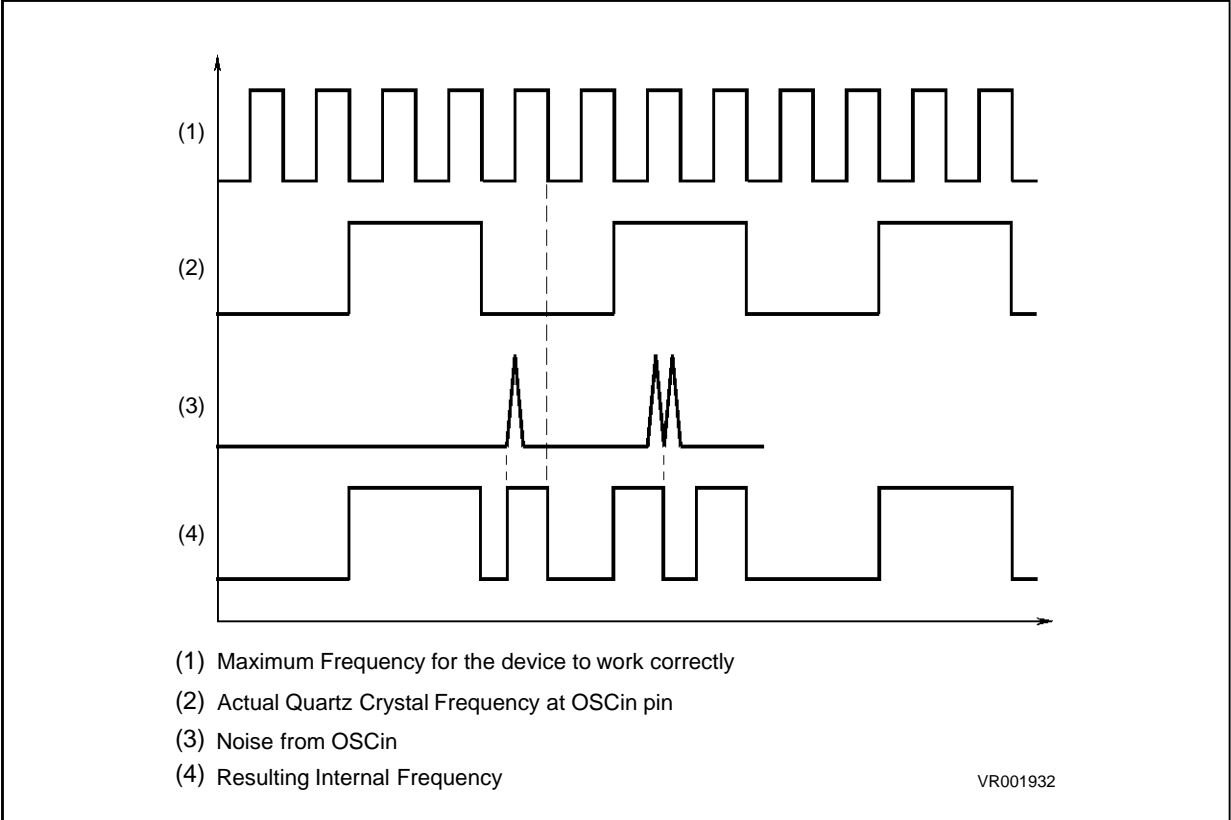 (1)
(2)
(3)
(4)
(1) Maximum Frequency for the device to work correctly
(2) Actual Quartz Crystal Frequency at OSCin pin
(3) Noise from OSCin
(4) Resulting Internal Frequency
VR001932